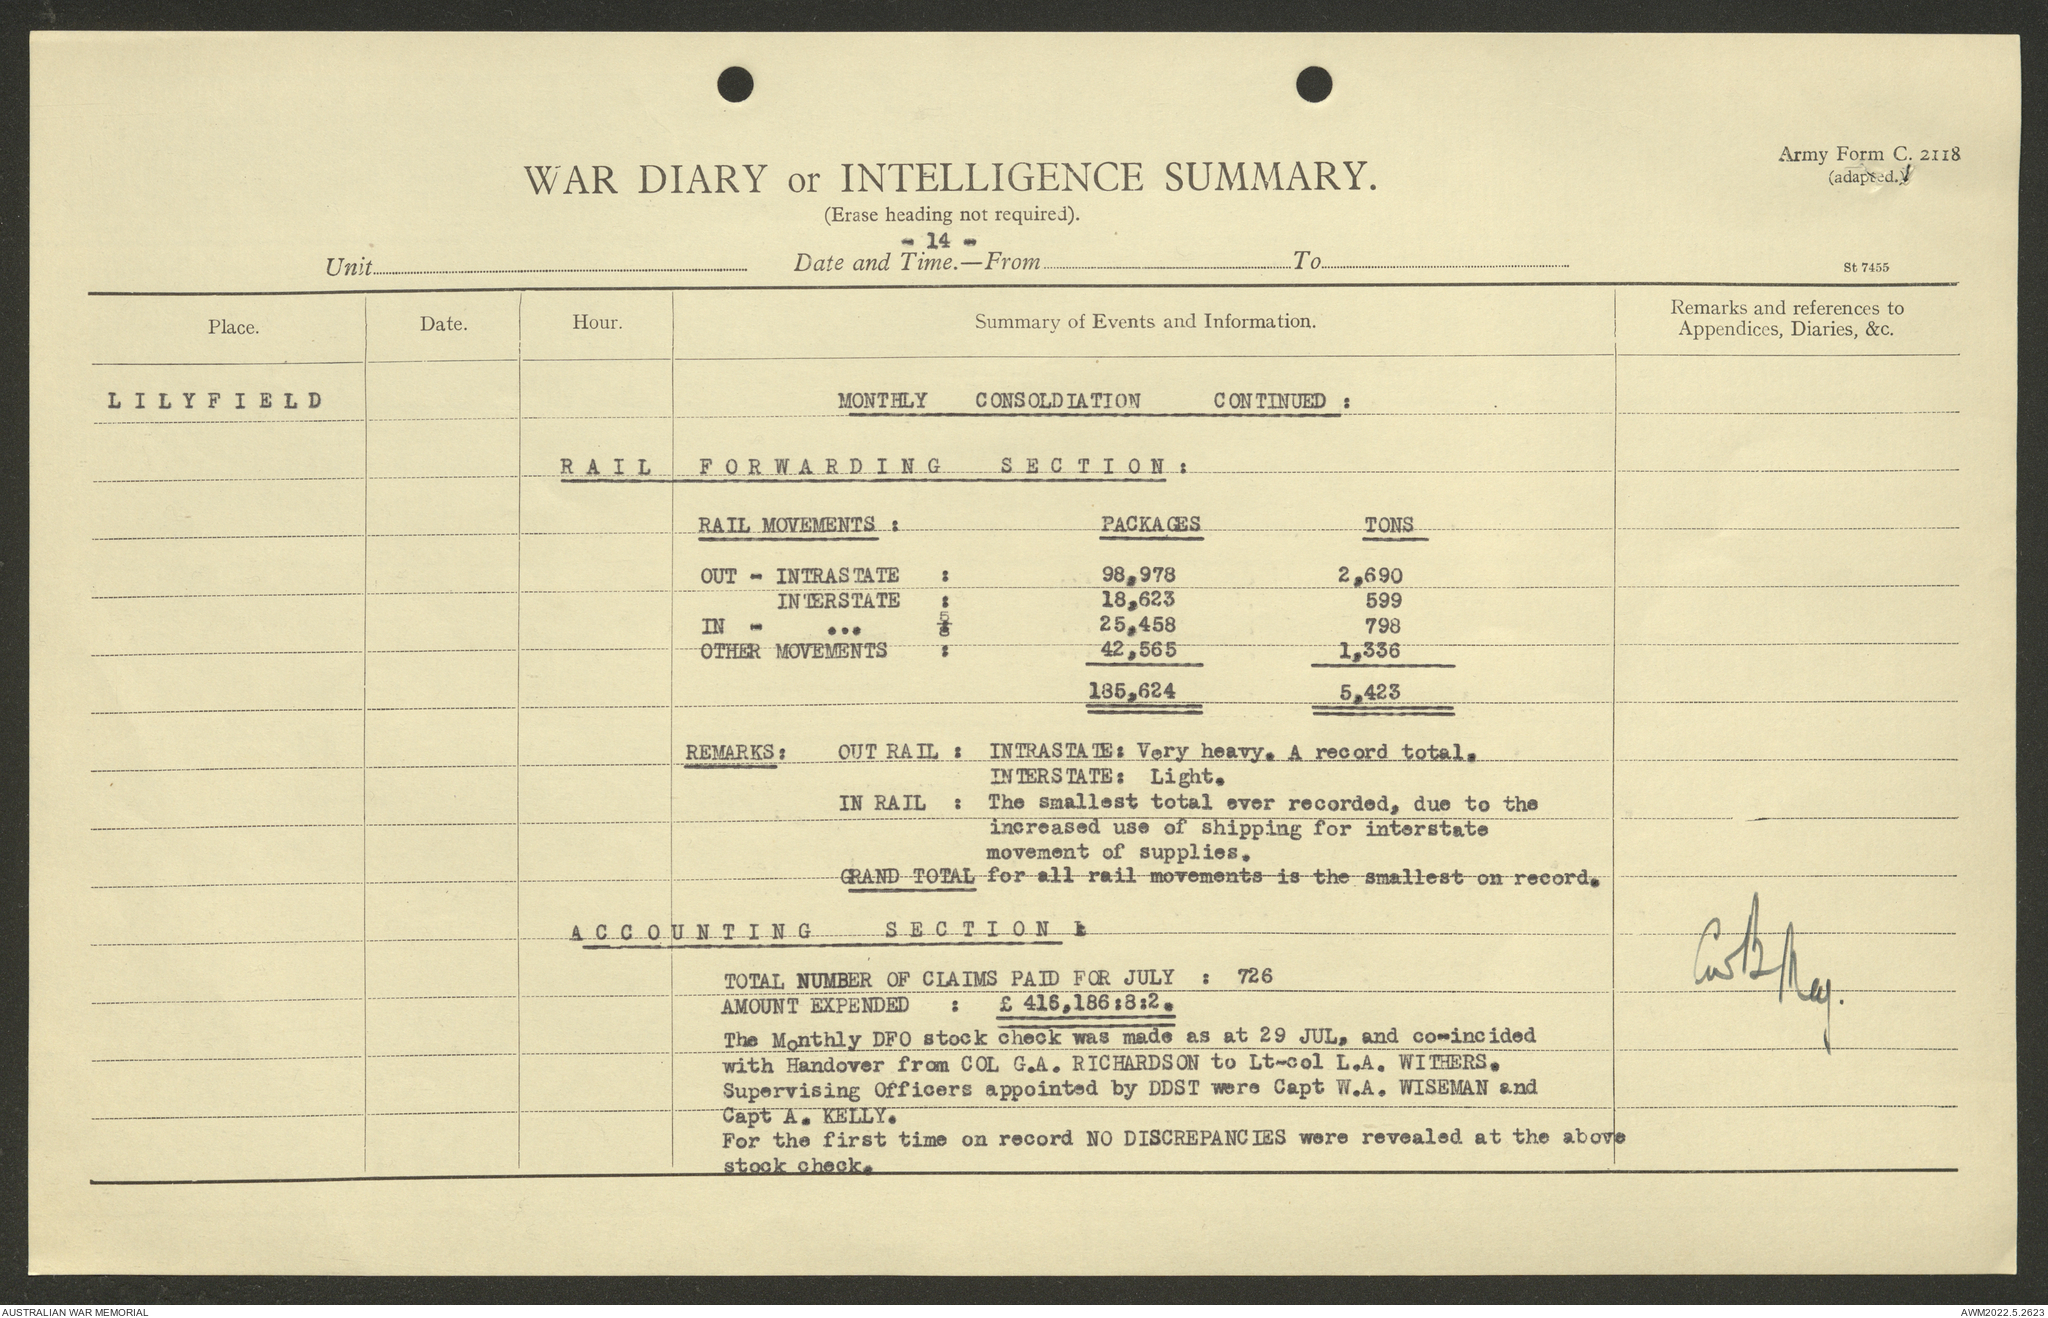 Army Form C. 2118
(adapted.)
WAR DIARY or INTELLIGENCE SUMMARY.
(Erase heading not required).
- 14 -
Unit Date and Time.—From To
St 7455
Place. Date. Hour. Summary of Events and Information. Remarks and references to
Appendices, Diaries, &c.
LILYFIELD MONTHLY CONSOLDIATION CONTINUED :
RAIL FORWARDING SECTION:
RAIL MOVEMENTS : PACKAGES TONS
OUT - INTRASTATE : 98,978 2,690
INTERSTATE : 18,623 599
IN - ... : 25,458 798
OTHER MOVEMENTS : 42,565 1,336
185,624 5,423
REMARKS: OUT RAIL : INTRASTATE: Very heavy. A record total.
INTERSTATE: Light.
IN RAIL : The smallest total ever recorded, due to the
increased use of shipping for interstate
movement of supplies.
GRAND TOTAL for all rail movements is the smallest on record.
ACCOUNTING SECTION :
TOTAL NUMBER OF CLAIMS PAID FOR JULY : 726
AMOUNT EXPENDED : £ 416,186:8:2.
The Monthly DFO stock check was made as at 29 JUL, and co-incided
with Handover from COL G.A. RICHARDSON to Lt-col L.A. WITHERS.
Supervising Officers appointed by DDST were Capt W.A. WISEMAN and
Capt A. KELLY.
For the first time on record NO DISCREPANCIES were revealed at the above
stock check.
AUSTRALIAN WAR MEMORIAL AWM2022.5.2623